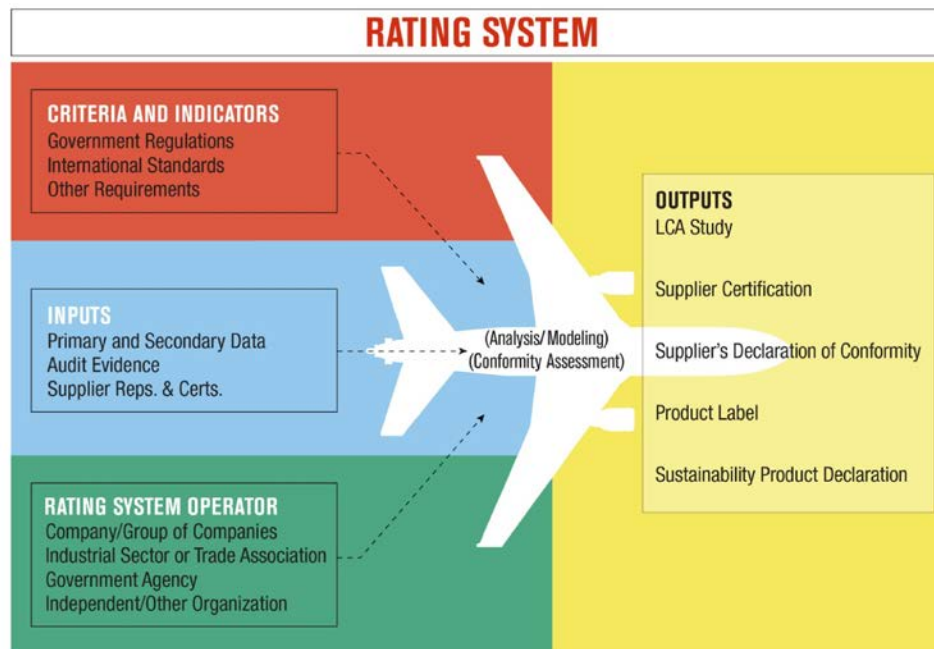 RATING SYSTEM
CRITERIA AND INDICATORS
Government Regulations
International Standards
Other Requirements
INPUTS
Primary and Secondary Data
Audit Evidence
Supplier Reps. & Certs.
RATING SYSTEM OPERATOR
Company/Group of Companies
Industrial Sector or Trade Association
Government Agency
Independent/Other Organization
(Analysis/Modeling)
(Conformity Assessment)
OUTPUTS
LCA Study
Supplier Certification
Supplier's Declaration of Conformity
Product Label
Sustainability Product Declaration